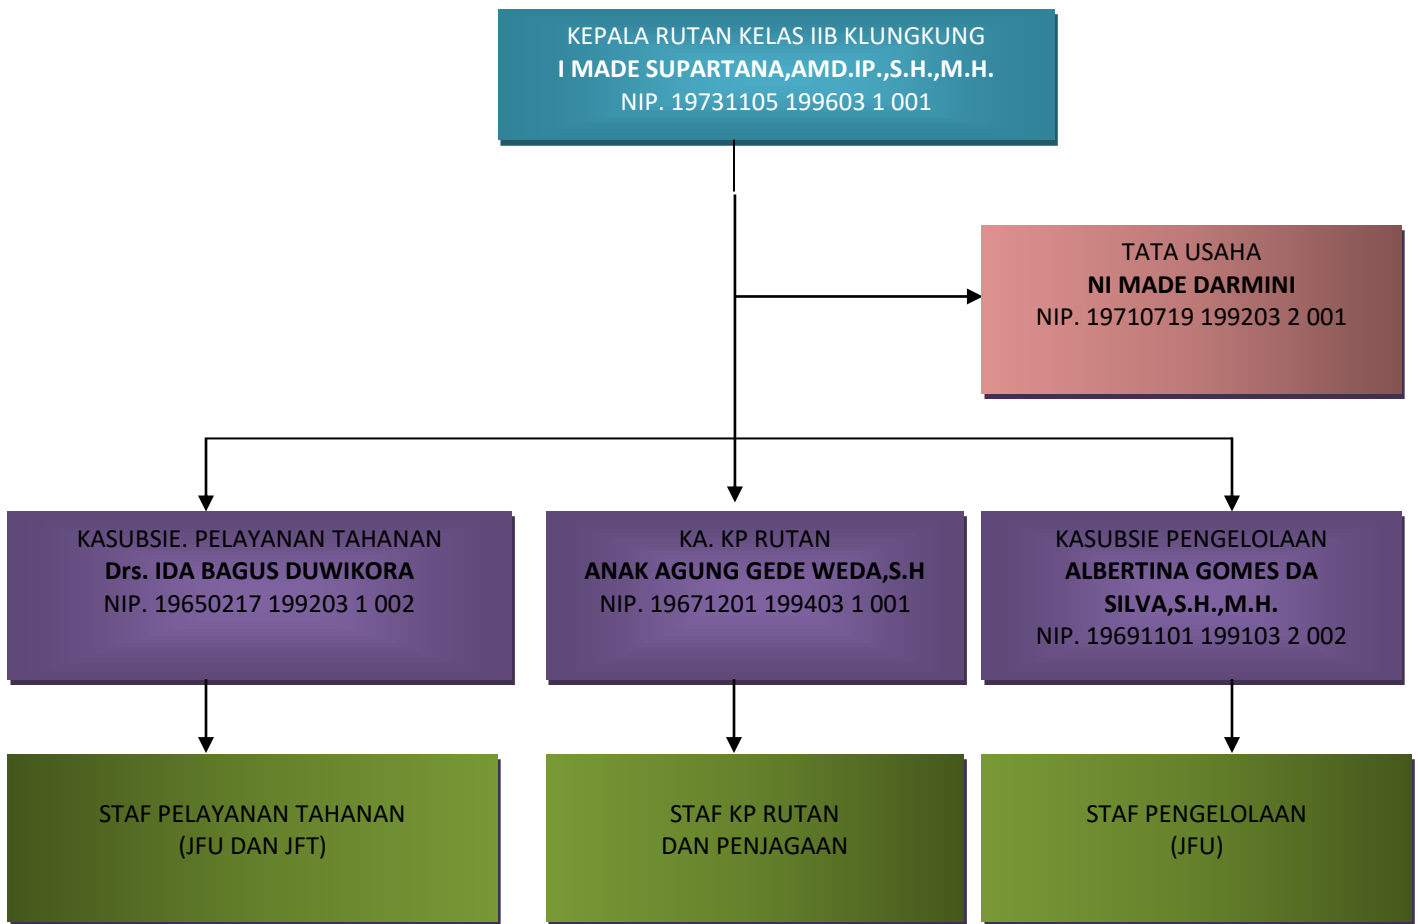 KEPALA RUTAN KELAS IIB KLUNGKUNG
I MADE SUPARTANA,AMD.IP.,S.H.,M.H.
NIP. 19731105 199603 1 001
TATA USAHA
NI MADE DARMINI
NIP. 19710719 199203 2 001
KASUBSIE. PELAYANAN TAHANAN
Drs. IDA BAGUS DUWIKORA
NIP. 19650217 199203 1 002
KA. KP RUTAN
ANAK AGUNG GEDE WEDA,S.H
NIP. 19671201 199403 1 001
KASUBSIE PENGELOLAAN
ALBERTINA GOMES DA
SILVA,S.H.,M.H.
NIP. 19691101 199103 2 002
STAF PELAYANAN TAHANAN
(JFU DAN JFT)
STAF KP RUTAN
DAN PENJAGAAN
STAF PENGELOLAAN
(JFU)